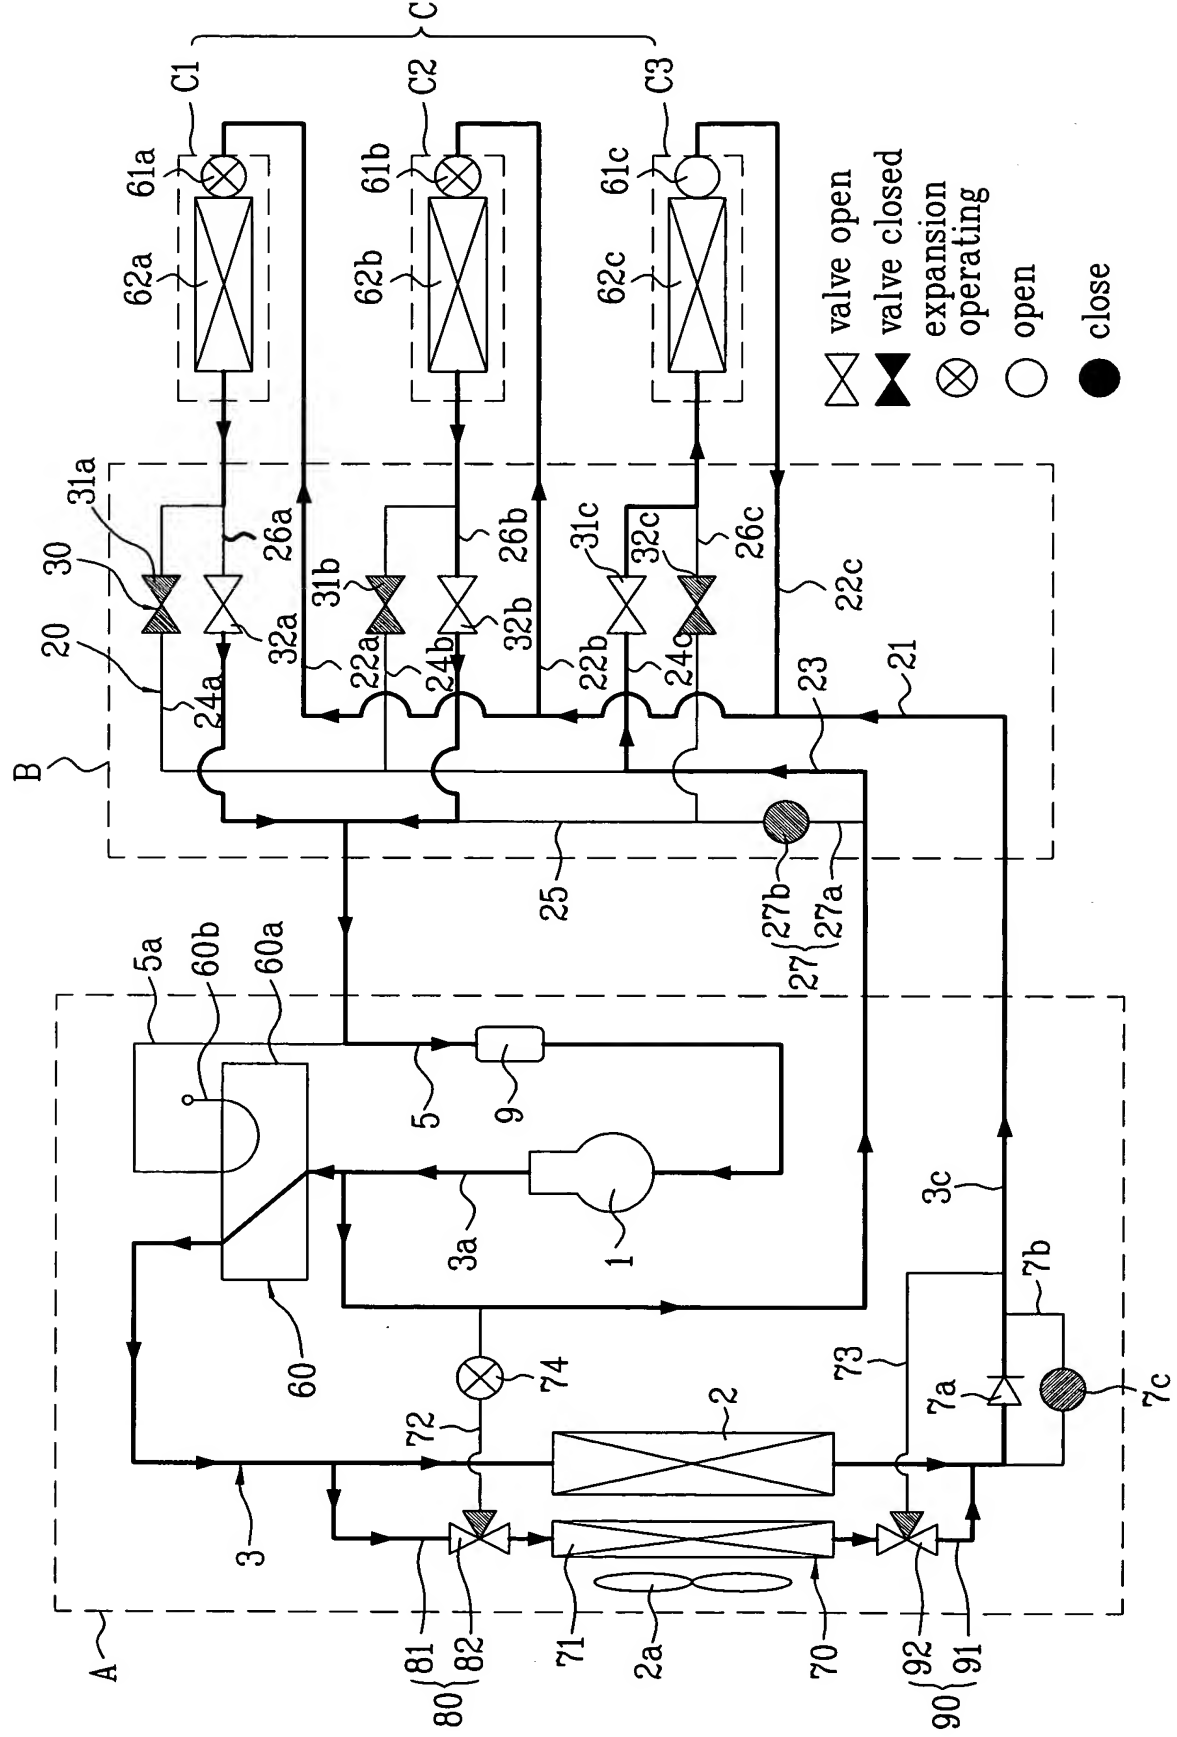 C
C1
C2
C3
61a
61b
61c
62a
62b
62c
valve open
valve closed
expansion
operating
open
close
B
20
30
31a
26a
32a
24a
22a
31b
24b
26b
32b
22b
31c
32c
26c
24c
22c
23
21
25
27b
27a
27
5a
60b
60a
60
5
9
3a
1
3c
7b
7a
7c
73
74
72
2
3
A
81
82
80
71
2a
70
92
91
90